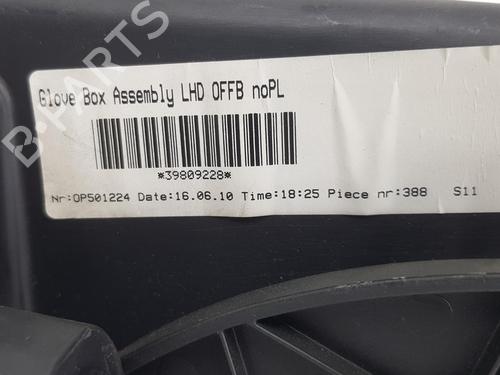 B-PARTS
Glove Box Assembly LHD OFFB noPL
*39809228*
Nr:OP501224 Date:16.06.10 Time:18:25 Piece nr:388 S11